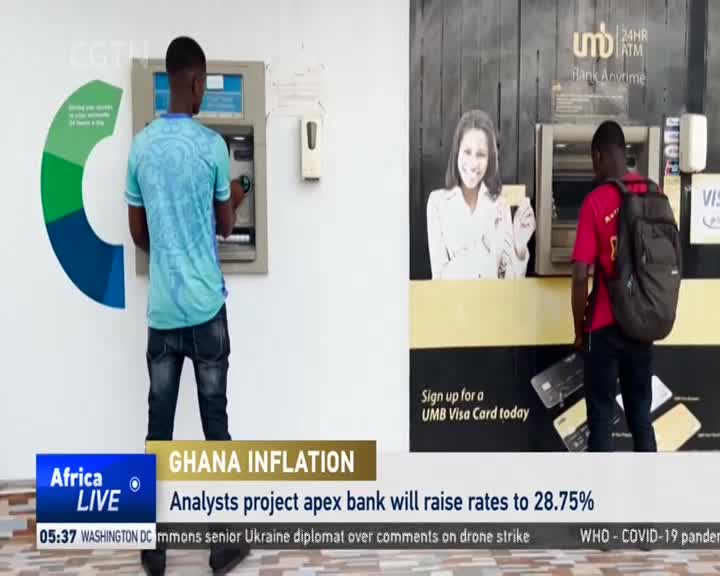 CGTN
Giving you access
to your accounts
24 hours a day
umb 24HR
ATM
Bank Anytime
VIS
Sign up for a
UMB Visa Card today
GHANA INFLATION
Africa
LIVE
Analysts project apex bank will raise rates to 28.75%
05:37 WASHINGTON DC
mmons senior Ukraine diplomat over comments on drone strike WHO - COVID-19 pander